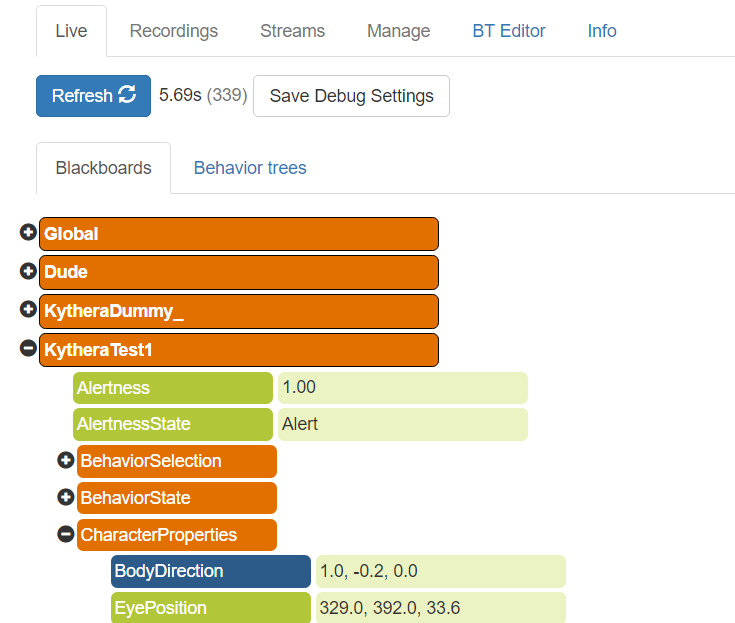 Live Recordings Streams Manage BT Editor Info
Refresh 5.69s (339) Save Debug Settings
Blackboards Behavior trees
Global
Dude
KytheraDummy_
KytheraTest1
Alertness 1.00
AlertnessState Alert
BehaviorSelection
BehaviorState
CharacterProperties
BodyDirection 1.0, -0.2, 0.0
EyePosition 329.0, 392.0, 33.6